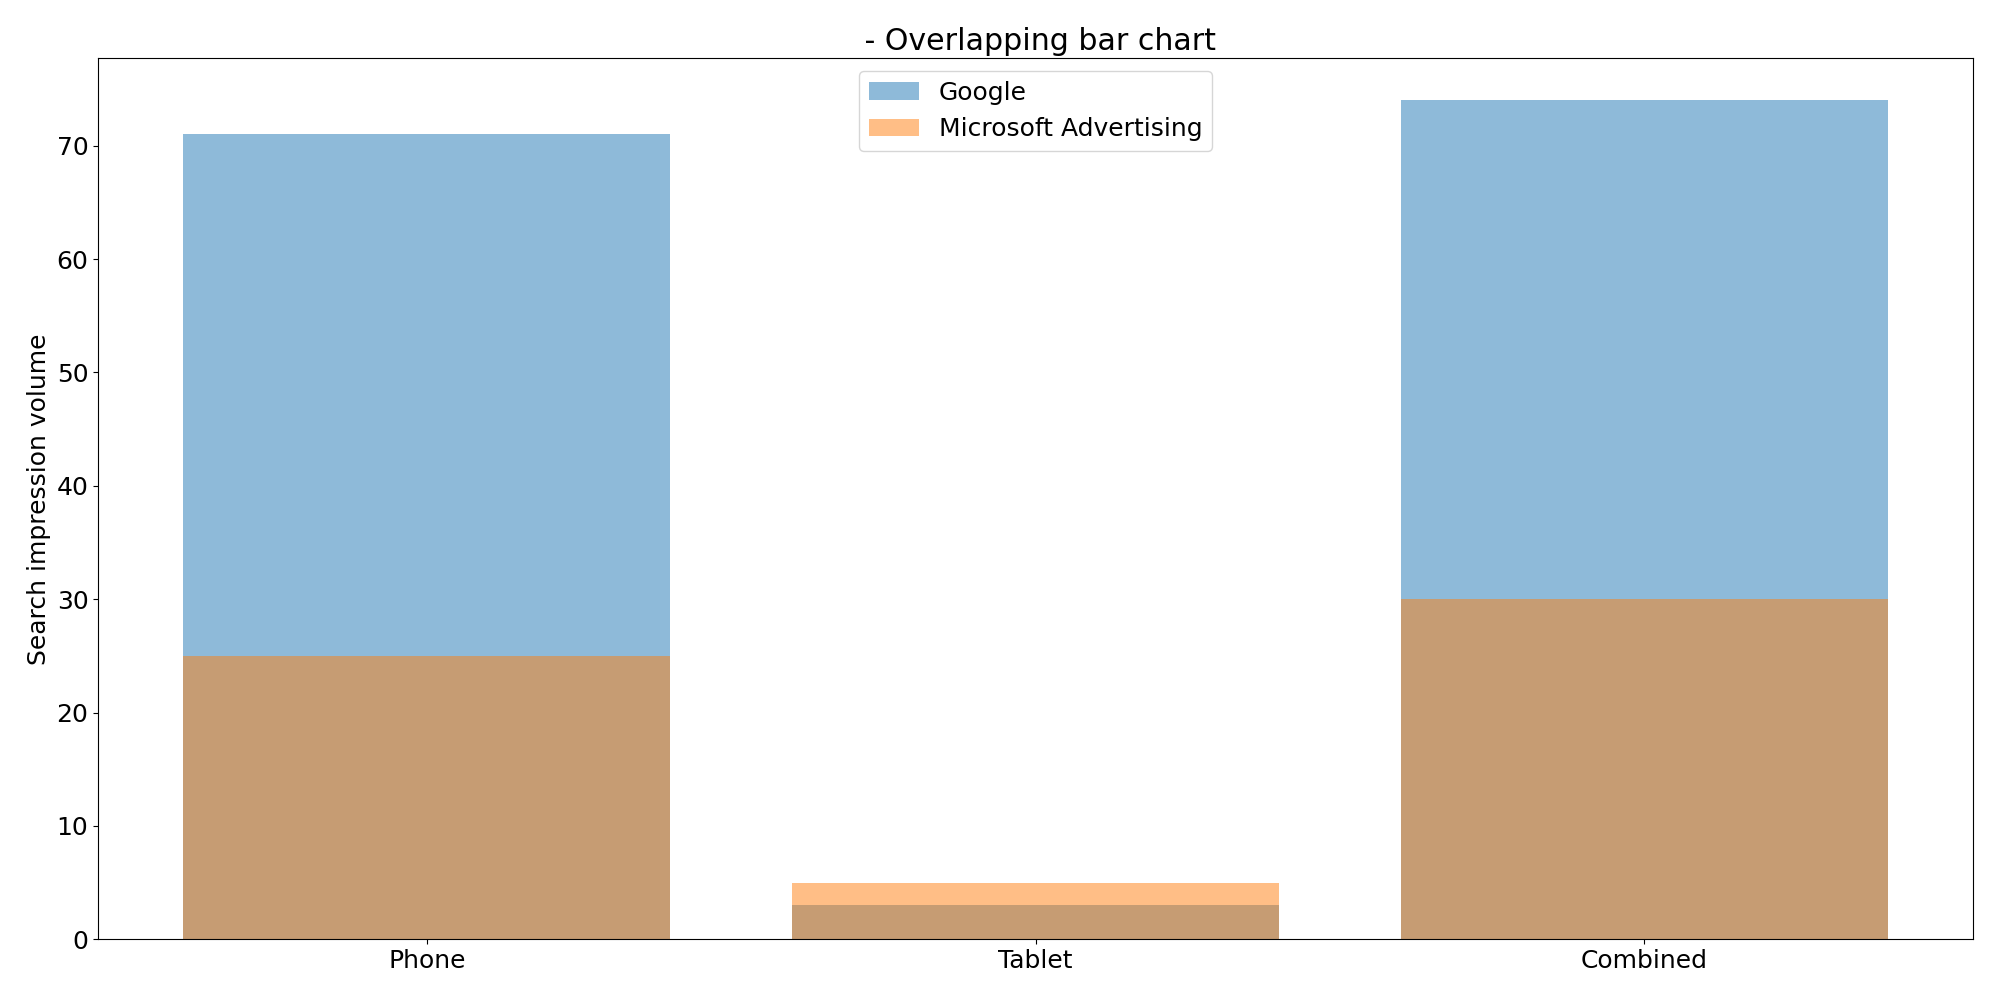 - Overlapping bar chart
Google
Microsoft Advertising
Search impression volume
70
60
50
40
30
20
10
0
Phone
Tablet
Combined